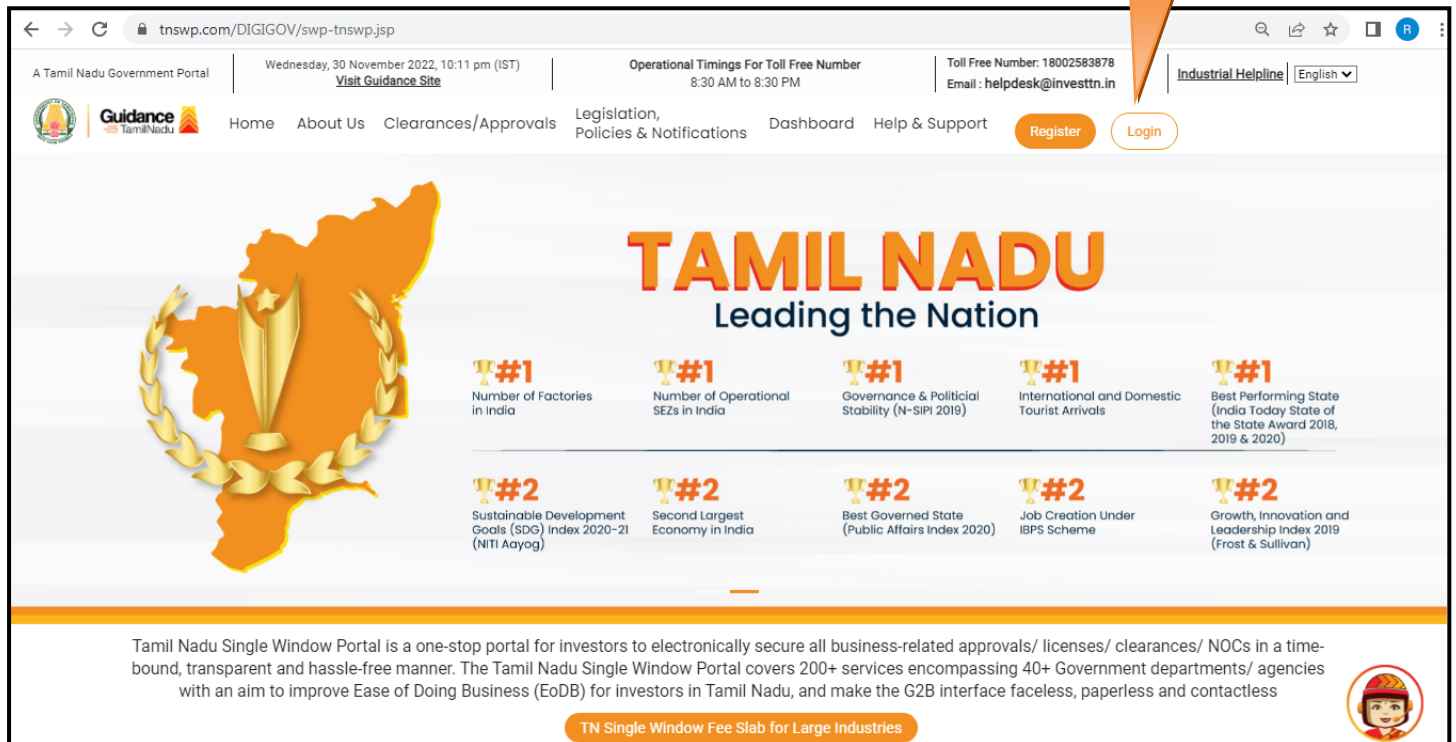 tnswp.com/DIGIGOV/swp-tnswp.jsp
R
A Tamil Nadu Government Portal
Wednesday, 30 November 2022, 10:11 pm (IST)
Visit Guidance Site
Operational Timings For Toll Free Number
8:30 AM to 8:30 PM
Toll Free Number: 18002583878
Email : helpdesk@investtn.in
Industrial Helpline
English
Guidance
TamilNadu
Home
About Us
Clearances/Approvals
Legislation,
Policies & Notifications
Dashboard
Help & Support
Register
Login
TAMIL NADU
Leading the Nation
#1
Number of Factories
in India
#1
Number of Operational
SEZs in India
#1
Governance & Politicial
Stability (N-SIPI 2019)
#1
International and Domestic
Tourist Arrivals
#1
Best Performing State
(India Today State of
the State Award 2018,
2019 & 2020)
#2
Sustainable Development
Goals (SDG) Index 2020-21
(NITI Aayog)
#2
Second Largest
Economy in India
#2
Best Governed State
(Public Affairs Index 2020)
#2
Job Creation Under
IBPS Scheme
#2
Growth, Innovation and
Leadership Index 2019
(Frost & Sullivan)
Tamil Nadu Single Window Portal is a one-stop portal for investors to electronically secure all business-related approvals/ licenses/ clearances/ NOCs in a time-
bound, transparent and hassle-free manner. The Tamil Nadu Single Window Portal covers 200+ services encompassing 40+ Government departments/ agencies
with an aim to improve Ease of Doing Business (EoDB) for investors in Tamil Nadu, and make the G2B interface faceless, paperless and contactless
TN Single Window Fee Slab for Large Industries